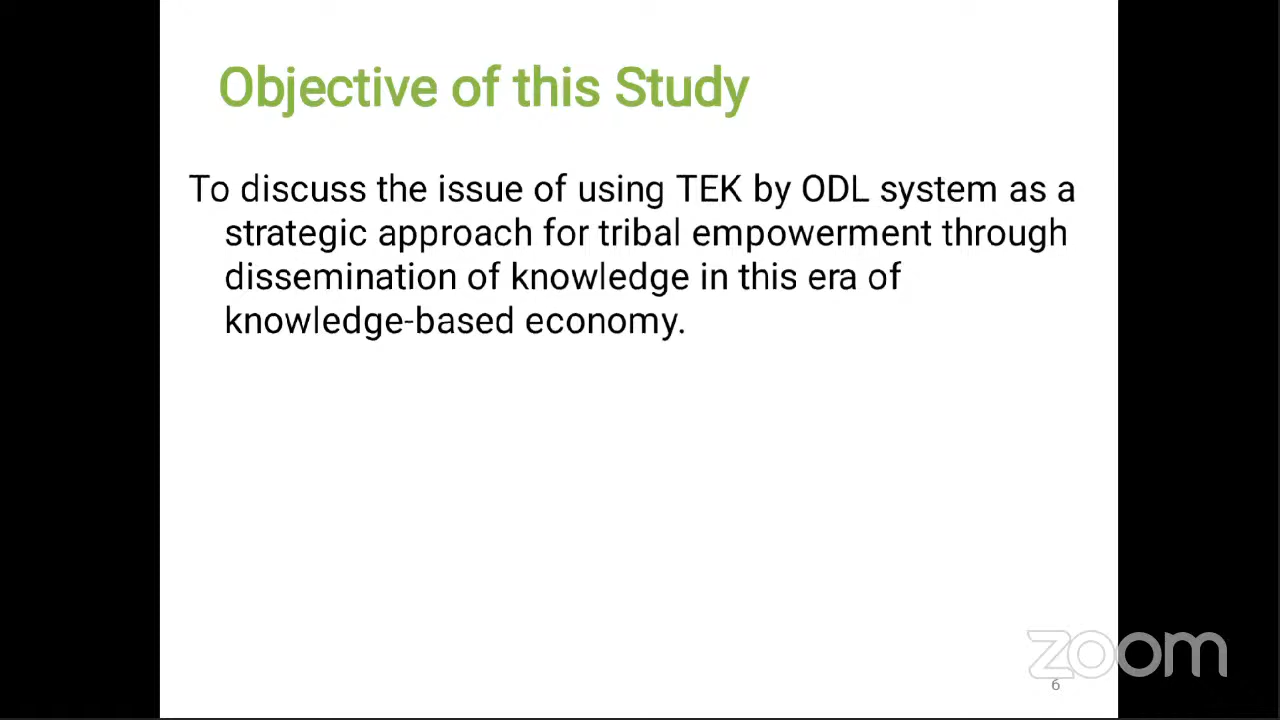 Objective of this Study
To discuss the issue of using TEK by ODL system as a
strategic approach for tribal empowerment through
dissemination of knowledge in this era of
knowledge-based economy.
zoom
6